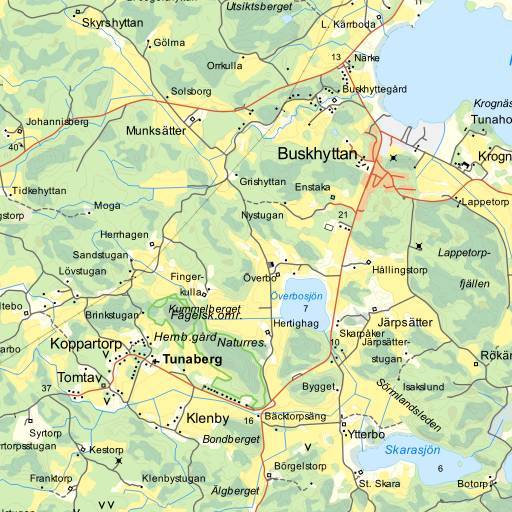 Utsiktsberget
Skyrshyttan
L. Kärrboda
Gölma
13
Närke
Orrkulla
Solsborg
Buskhyttegård
Krognäs
Tunaho
Johannisberg
Munksätter
40
Buskhyttan
Krogn
Grishyttan
Tidkehyttan
Enstaka
Lappetorp
Moga
Nystugan
21
Herrhagen
Sandstugan
Lappetorp-
fjällen
Lövstugan
Hällingstorp
Finger-
kulla
Överbo
Överbosjön
7
Kummelberget
Fågelsk.omr.
Brinkstugan
Hertighag
Järpsätter
Skarpåker
Hemb.gård
Naturres.
Koppartorp
10
Järpsätter-
stugan
Tunaberg
Tomtav
37
Bygget
Isakslund
Sörmlandsleden
Klenby
16
Bäcktorpsäng
Syrtorp
Bondberget
Ytterbo
Kestorp
Skarasjön
6
Börgelstorp
Franktorp
Klenbystugan
St. Skara
Botorp
Älgberget